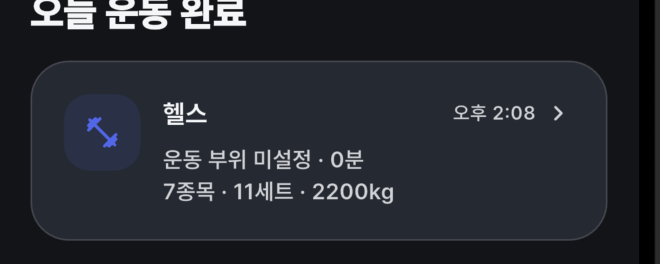 오늘 운동 완료
헬스
오후 2:08
운동 부위 미설정 · 0분
7종목 · 11세트 · 2200kg